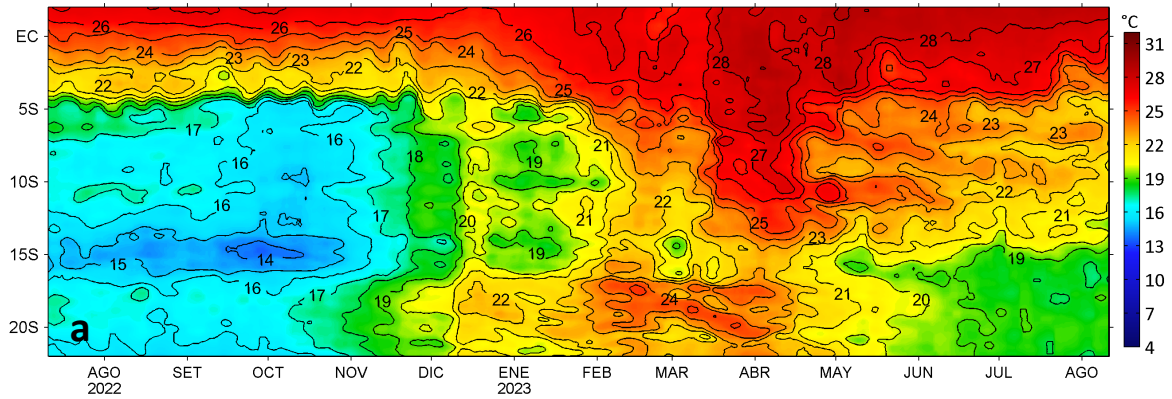 °C
EC
5S
10S
15S
20S
26 26 25 26 28 28 28
24 23 23 24 27
22 22 22 25
17 16 21 24 23 23
16 18 19 27
16 17 20 21 22 25 23 22 21
15 14 19 19
16 17 19 22 24 21 20
a
AGO SET OCT NOV DIC ENE FEB MAR ABR MAY JUN JUL AGO
2022 2023
31
28
25
22
19
16
13
10
7
4